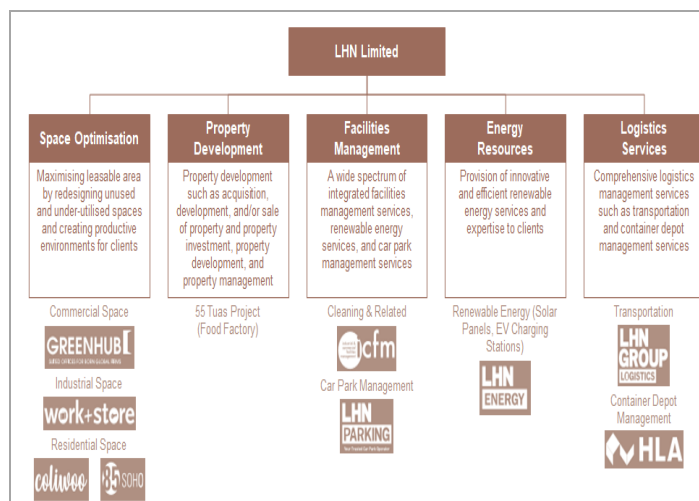 LHN Limited
Space Optimisation
Maximising leasable area
by redesigning unused
and under-utilised spaces
and creating productive
environments for clients
Commercial Space
GREENHUB
Industrial Space
work+store
Residential Space
coliwoo
85 SOHO
Property
Development
Property development
such as acquisition,
development, and/or sale
of property and property
investment, property
development, and
property management
55 Tuas Project
(Food Factory)
Facilities
Management
A wide spectrum of
integrated facilities
management services,
renewable energy
services, and car park
management services
Cleaning & Related
cfm
Car Park Management
LHN
PARKING
Your Trusted Car Park Operator
Energy
Resources
Provision of innovative
and efficient renewable
energy services and
expertise to clients
Renewable Energy (Solar
Panels, EV Charging
Stations)
LHN
ENERGY
Logistics
Services
Comprehensive logistics
management services
such as transportation
and container depot
management services
Transportation
LHN
GROUP
LOGISTICS
Container Depot
Management
HLA